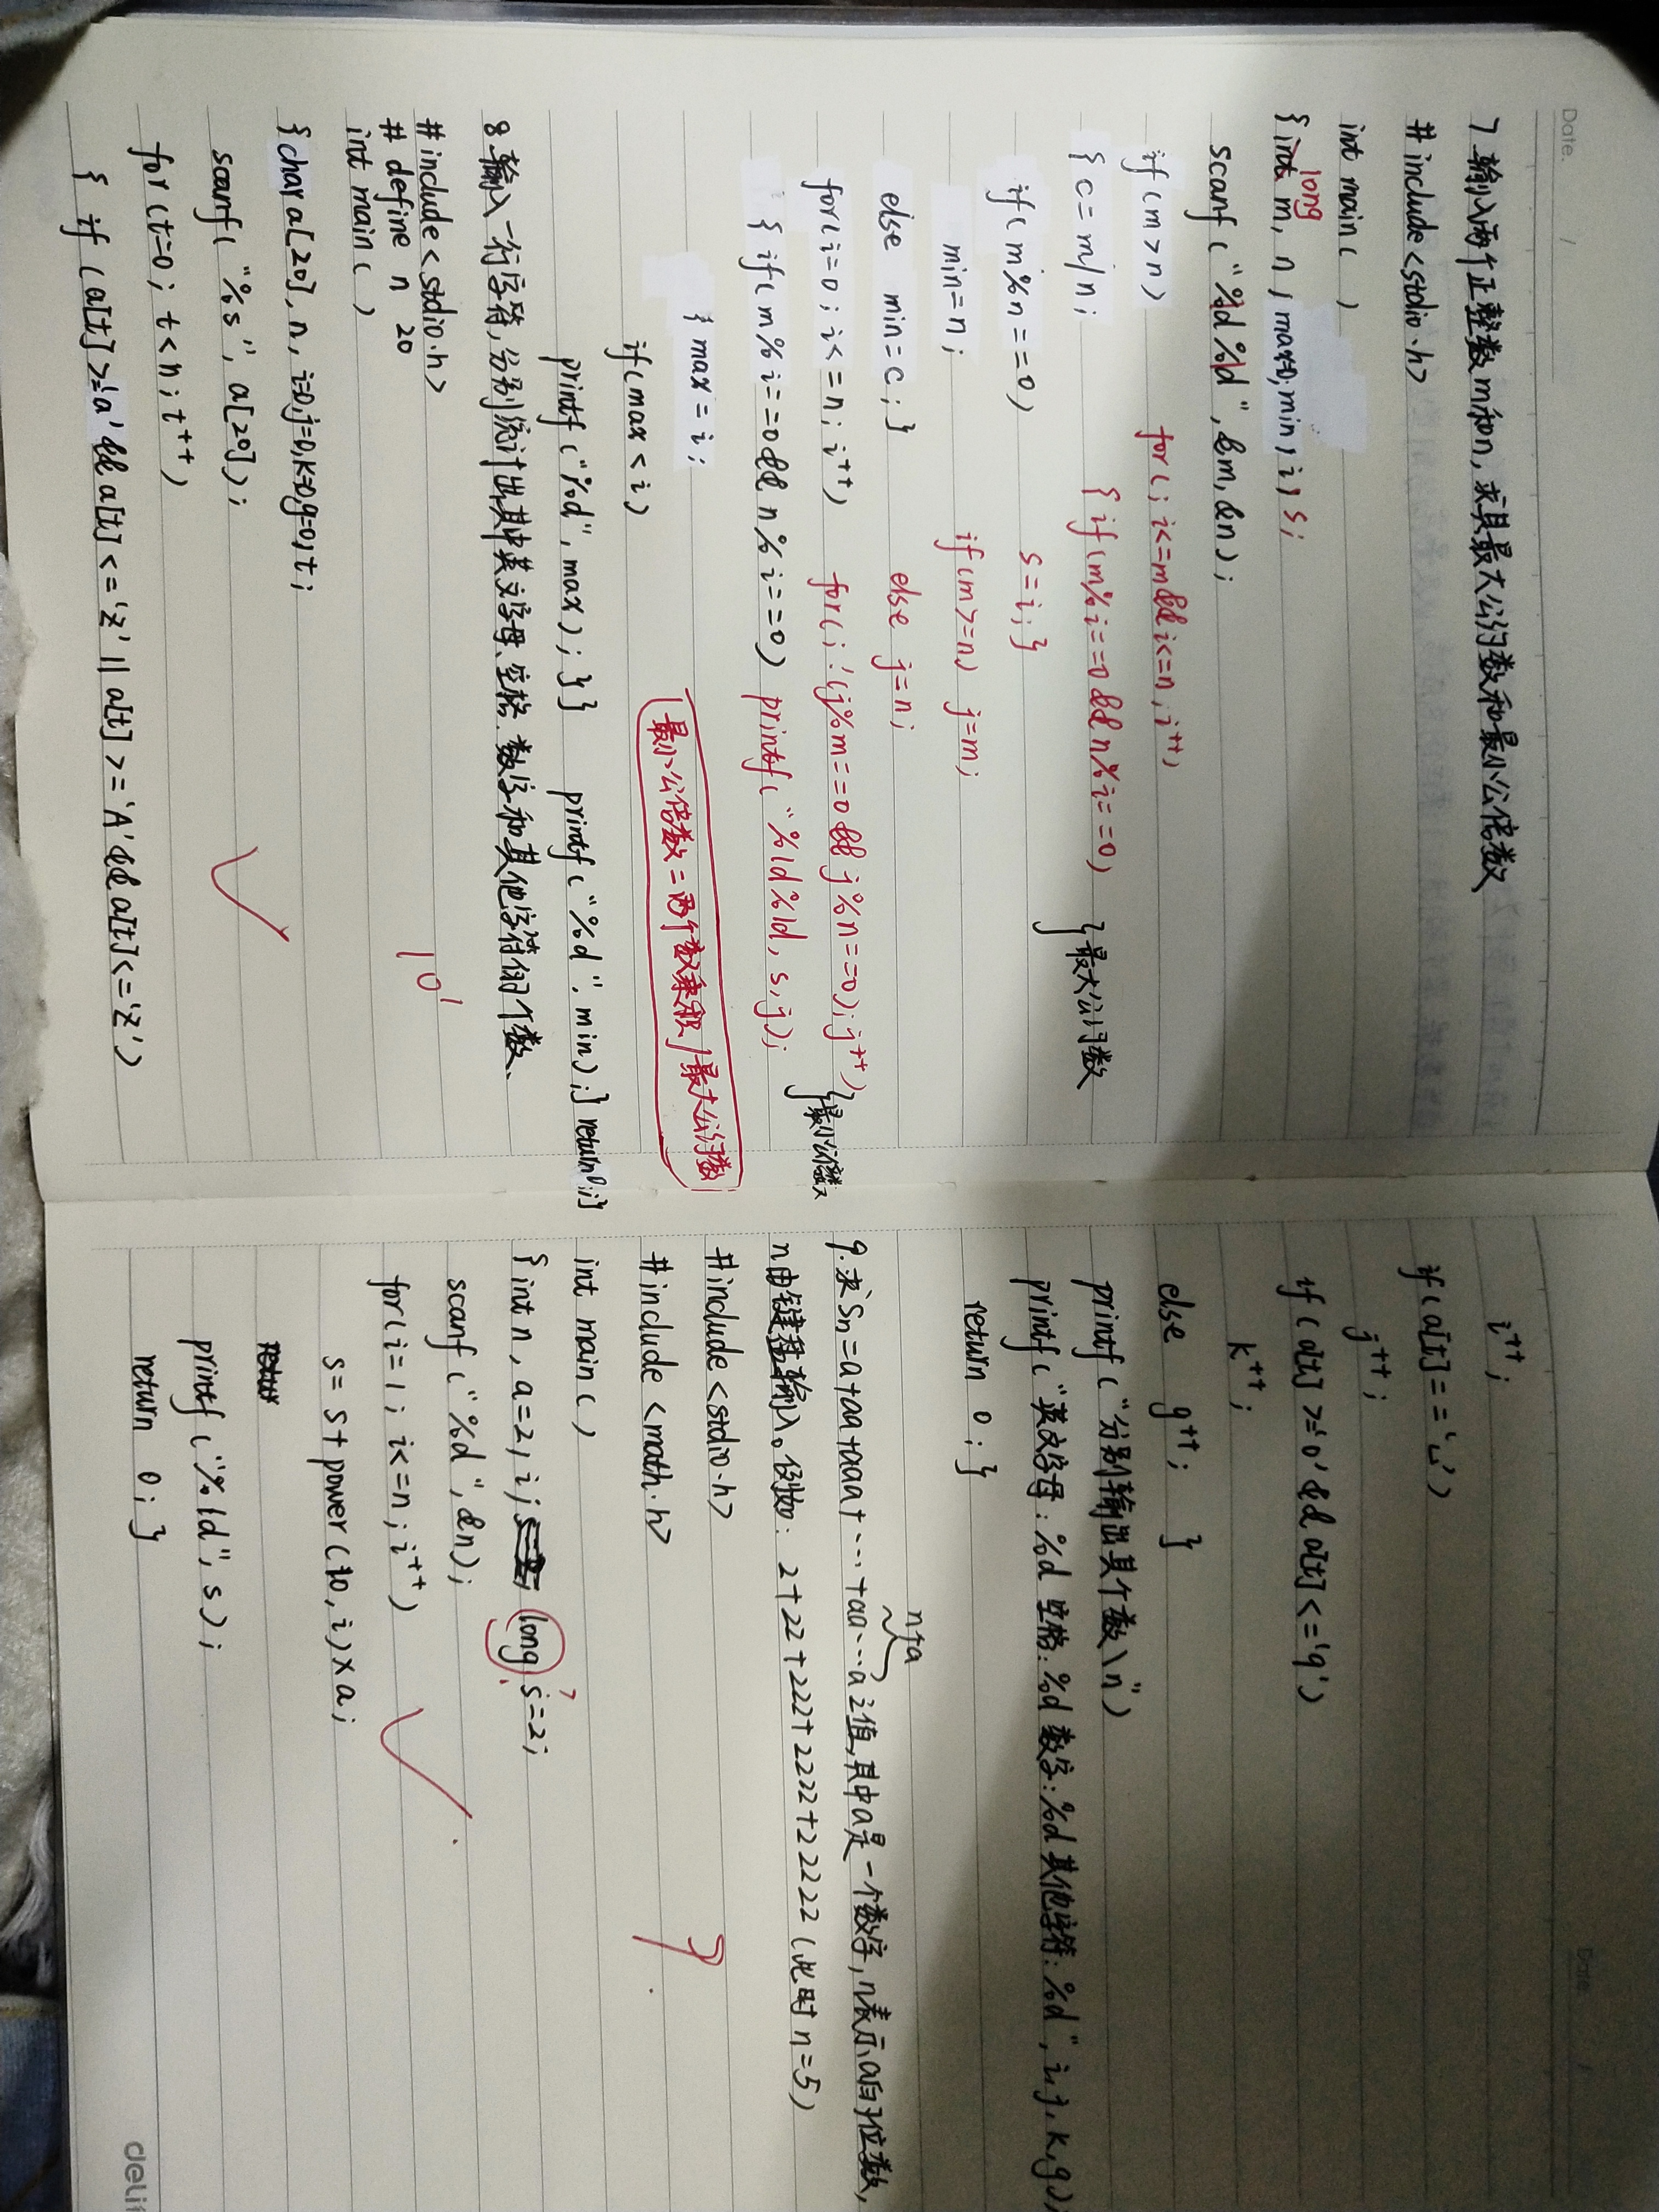 Date. /
7 输入两个正整数m和n,求其最大公约数和最小公倍数
#include<stdio.h>
int main( )
long
{int m, n, max=0, min, i, s;
scanf("%ld%ld",&m,&n);
if(m>n) for(; i<=m&&i<=n; i++)
{c=m/n; {if(m%i==0&&n%i==0) }最大公约数
if(m%n==0) s=i;}
min=n; if(m>=n) j=m;
else min=c;} else j=n;
for(i=0; i<=n; i++) for(; !(j%m==0&&j%n==0); j++) }最小公倍数
{if(m%i==0&&n%i==0) printf("%ld%ld, s,j);
{max=i; 最小公倍数=两个数乘积/最大公约数
if(max<i)
printf("%d",max);}} printf("%d",min);} return 0;}
8.输入一行字符,分别统计出其中英文字母、空格、数字和其他字符的个数、
#include<stdio.h>
# define n 20 10'
int main( )
{char a[20], n, i=0,j=0,k=0,g=0,t;
scanf("%s",a[20]);
for(t=0; t<n; t++)
{ if (a[t]>='a'&&a[t]<='z'||a[t]>='A'&&a[t]<='z')
Date /
i++;
if(a[t]=='␣')
j++;
if(a[t]>='0'&&a[t]<='9')
k++;
else g++; }
printf("分别输出其个数\n")
printf("英文字母:%d 空格:%d 数字:%d 其他字符:%d", i, j, k, g);
return 0;}
n个a
9.求Sn=a+aa+aaa+…+aa…a之值,其中a是一个数字,n表示a的位数,
n由键盘输入。例如: 2+22+222+2222+22222 (此时n=5)
#include<stdio.h>
#include <math.h>
int main( )
{int n, a=2, i; long s=2;
scanf("%d",&n);
for(i=1; i<=n; i++)
s=s+power(10,i)×a;
printf("%ld", s);
return 0;}
deli